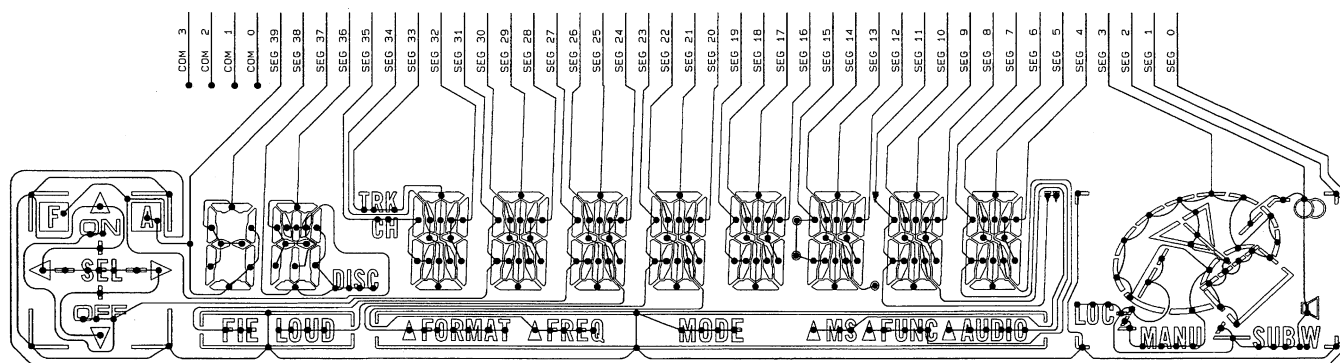 COM 3
COM 2
COM 1
COM 0
SEG 39
SEG 38
SEG 37
SEG 36
SEG 35
SEG 34
SEG 33
SEG 32
SEG 31
SEG 30
SEG 29
SEG 28
SEG 27
SEG 26
SEG 25
SEG 24
SEG 23
SEG 22
SEG 21
SEG 20
SEG 19
SEG 18
SEG 17
SEG 16
SEG 15
SEG 14
SEG 13
SEG 12
SEG 11
SEG 10
SEG 9
SEG 8
SEG 7
SEG 6
SEG 5
SEG 4
SEG 3
SEG 2
SEG 1
SEG 0
F
A
ON
SEL
OFF
TRK
CH
DISC
FIE LOUD
FORMAT
FREQ
MODE
MS
FUNC
AUDIO
LOC
MANU
SUB.W